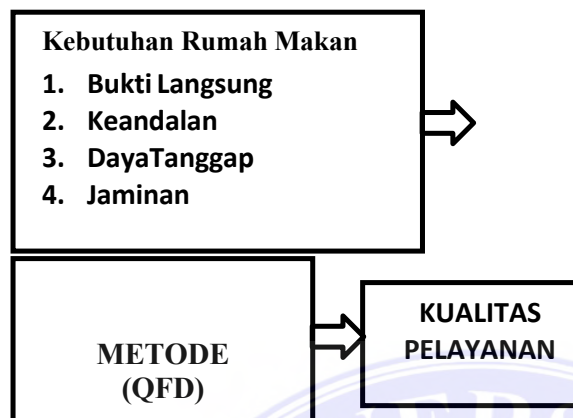 Kebutuhan Rumah Makan
1. Bukti Langsung
2. Keandalan
3. DayaTanggap
4. Jaminan
METODE
(QFD)
KUALITAS
PELAYANAN